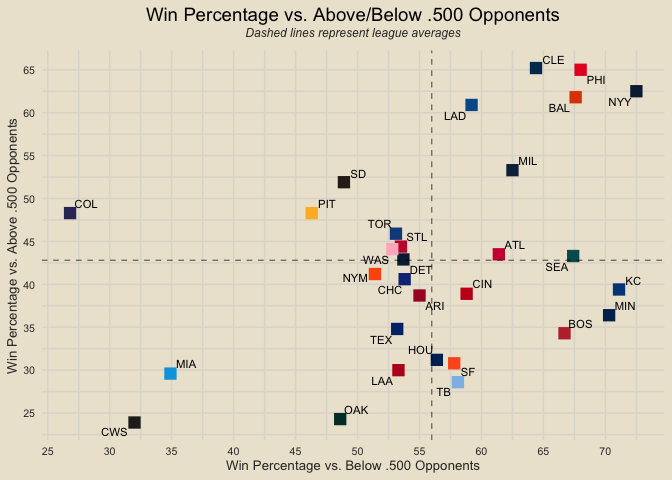 Win Percentage vs. Above/Below .500 Opponents
Dashed lines represent league averages
Win Percentage vs. Above .500 Opponents
65
60
55
50
45
40
35
30
25
CLE
PHI
BAL
NYY
LAD
MIL
SD
PIT
COL
TOR
STL
WAS
ATL
SEA
DET
NYM
CHC
CIN
KC
ARI
MIN
BOS
TEX
HOU
SF
LAA
TB
MIA
OAK
CWS
25 30 35 40 45 50 55 60 65 70
Win Percentage vs. Below .500 Opponents